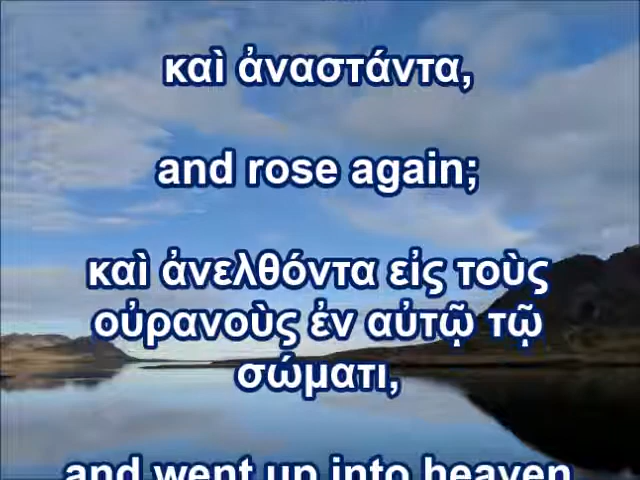 καὶ ἀναστάντα,
and rose again;
καὶ ἀνελθόντα εἰς τοὺς
οὐρανοὺς ἐν αὐτῷ τῷ
σώματι,
and went up into heaven